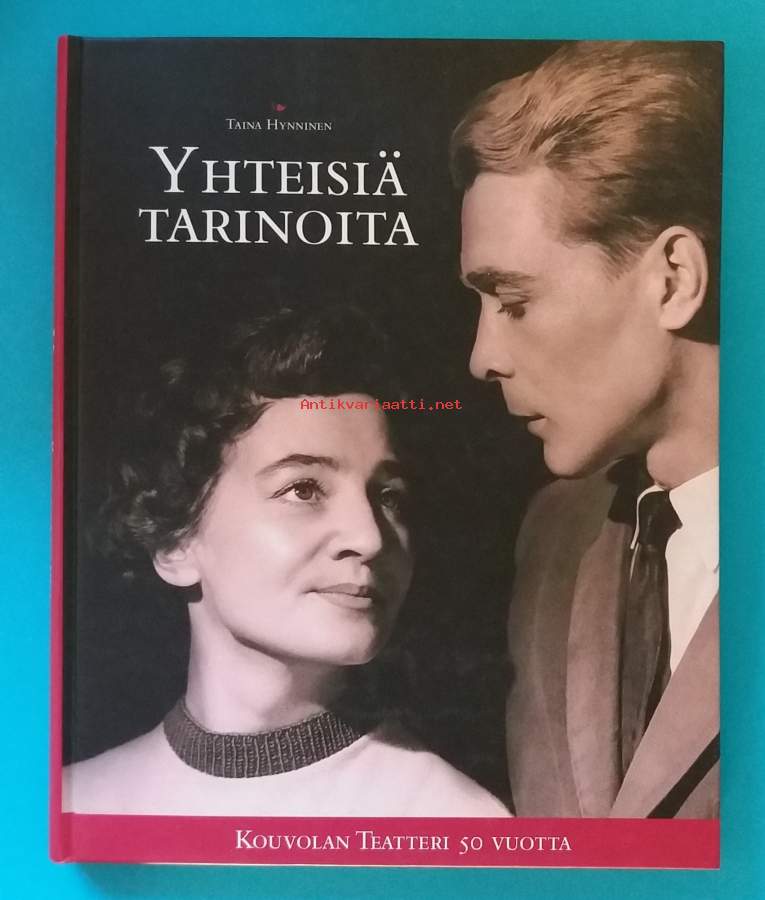 TAINA HYNNINEN
YHTEISIÄ
TARINOITA
Antikvariaatti.net
KOUVOLAN TEATTERI 50 VUOTTA